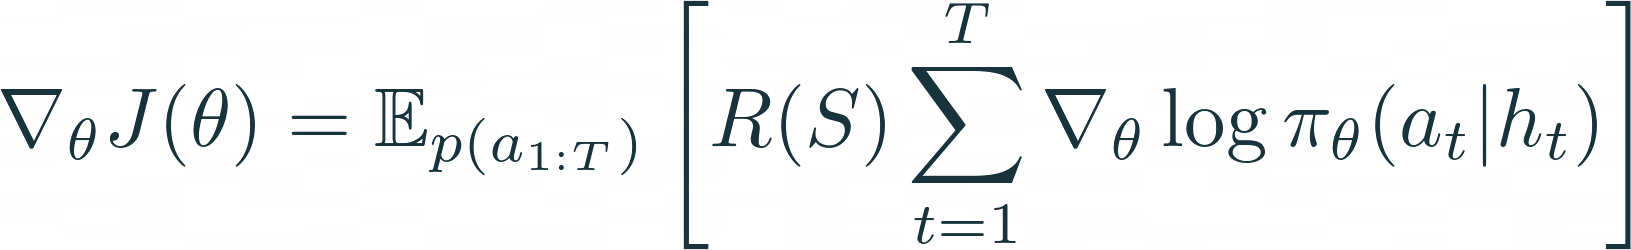 ∇_θ J(θ) = 𝔼_{p(a_{1:T})} [ R(S) ∑_{t=1}^{T} ∇_θ log π_θ(a_t|h_t) ]